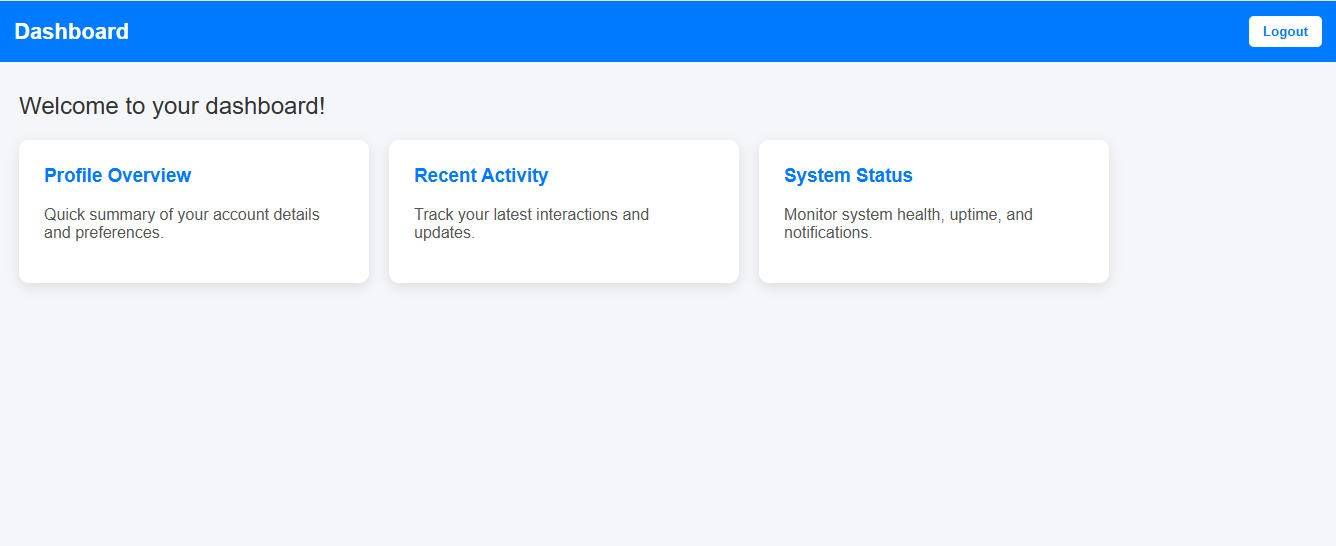 Dashboard
Logout
Welcome to your dashboard!
Profile Overview
Quick summary of your account details
and preferences.
Recent Activity
Track your latest interactions and
updates.
System Status
Monitor system health, uptime, and
notifications.